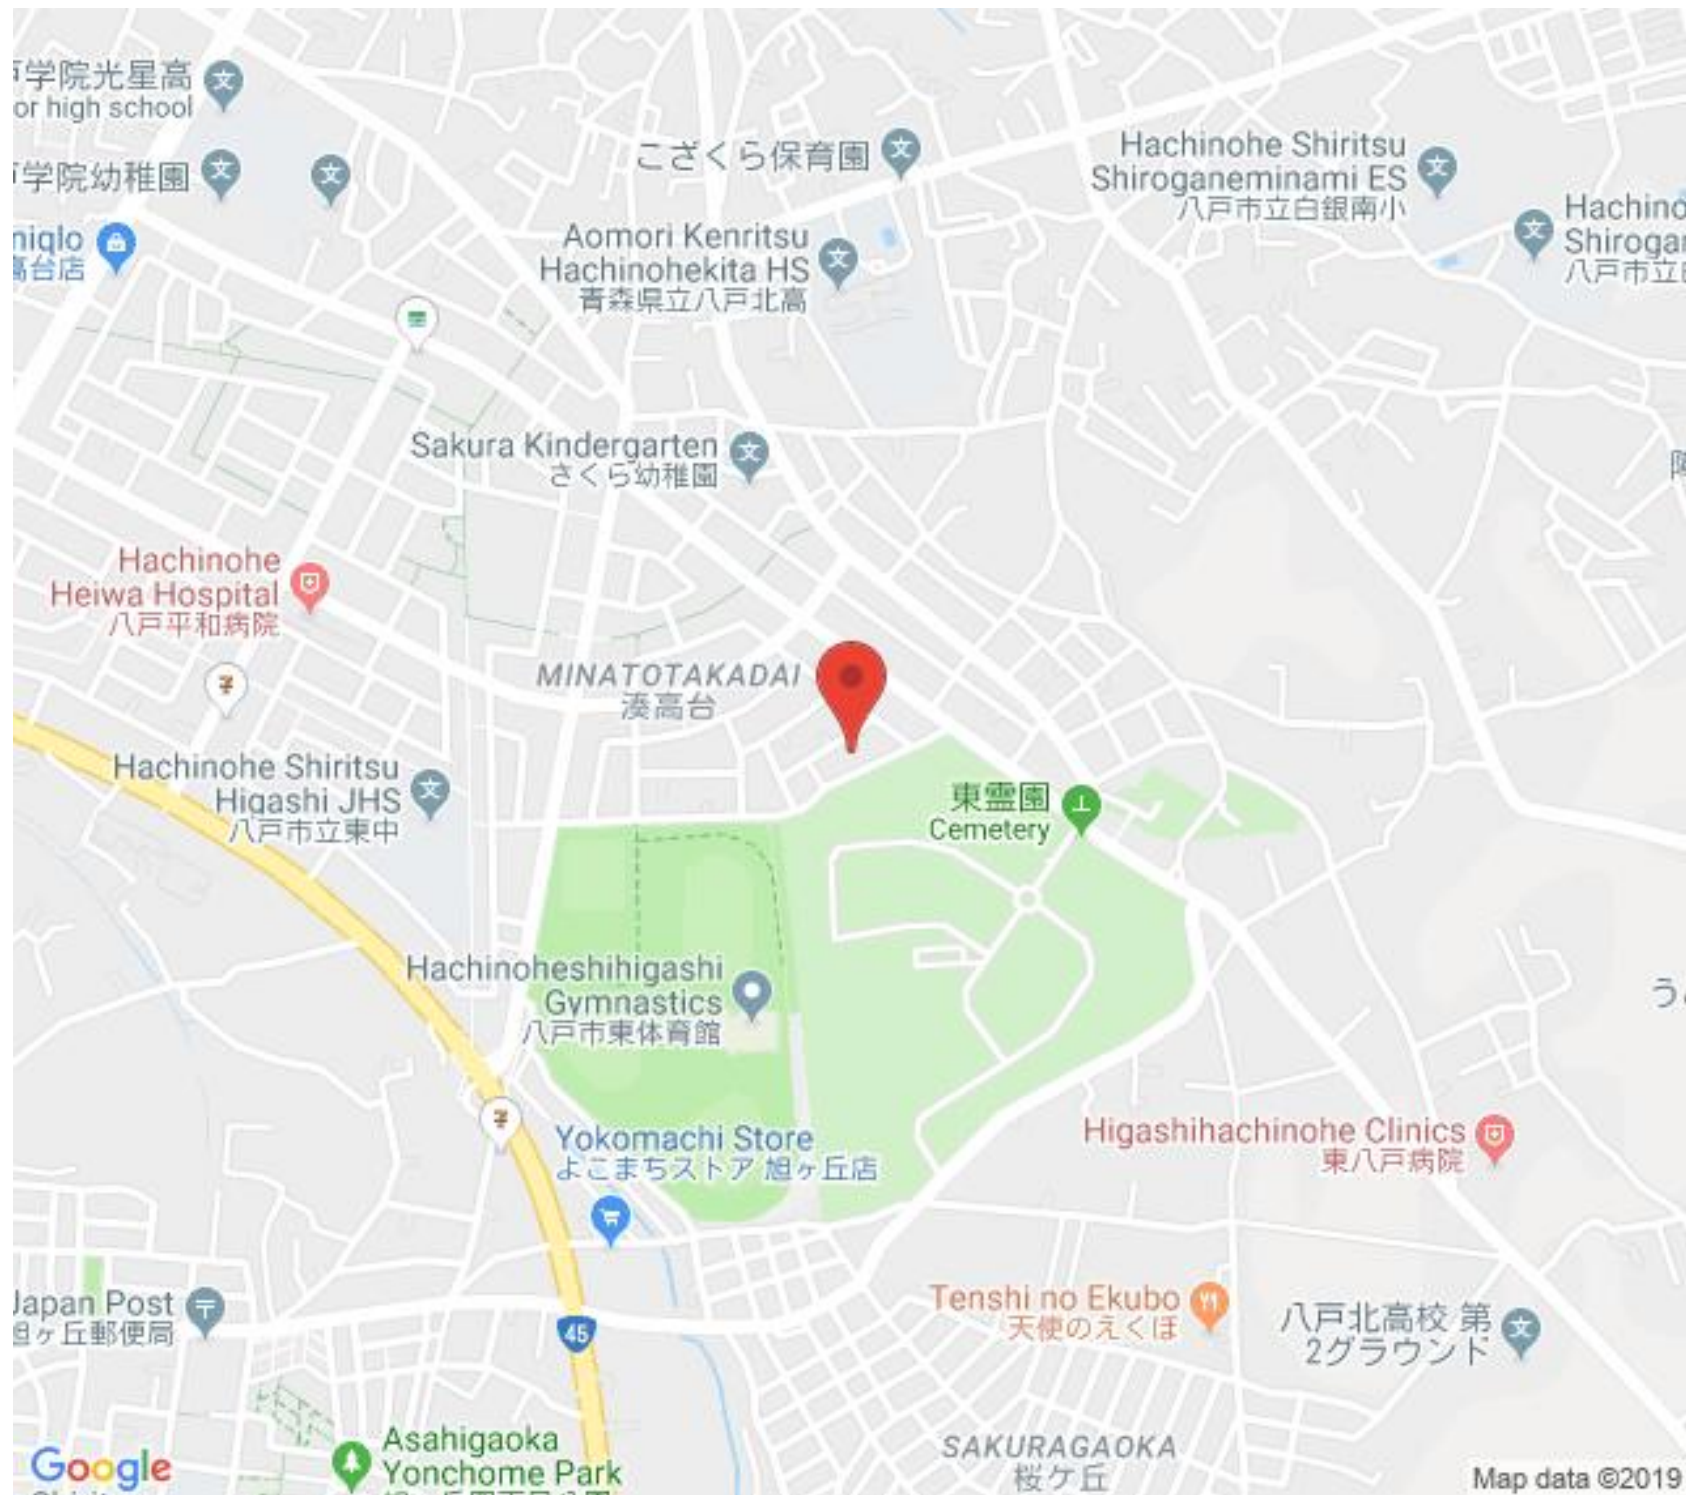 学院光星高
or high school
学院幼稚園
niqlo
高台店
こざくら保育園
Aomori Kenritsu
Hachinohekita HS
青森県立八戸北高
Hachinohe Shiritsu
Shiroganeminami ES
八戸市立白銀南小
Hachino
Shirogan
八戸市立
Sakura Kindergarten
さくら幼稚園
Hachinohe
Heiwa Hospital
八戸平和病院
MINATOTAKADAI
湊高台
Hachinohe Shiritsu
Higashi JHS
八戸市立東中
東霊園
Cemetery
Hachinoheshihigashi
Gymnastics
八戸市東体育館
う
Yokomachi Store
よこまちストア 旭ヶ丘店
Higashihachinohe Clinics
東八戸病院
Japan Post
旭ヶ丘郵便局
45
Tenshi no Ekubo
天使のえくぼ
八戸北高校 第
2グラウンド
Asahigaoka
Yonchome Park
SAKURAGAOKA
桜ケ丘
Google
Map data ©2019